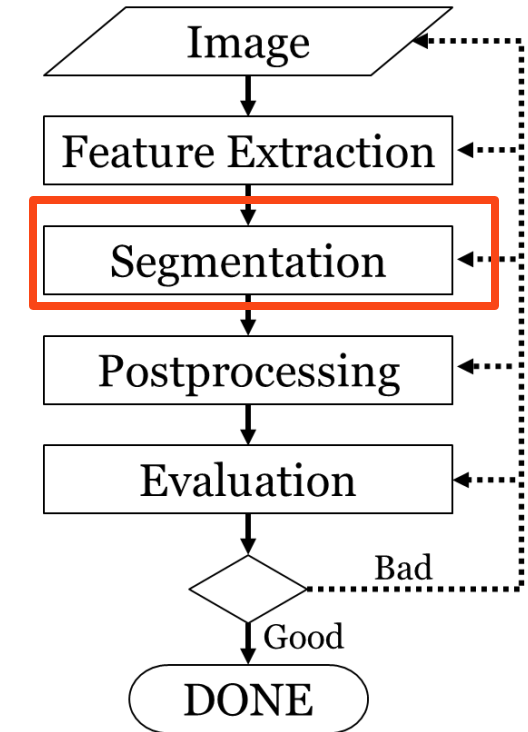 Image
Feature Extraction
Segmentation
Postprocessing
Evaluation
Bad
Good
DONE